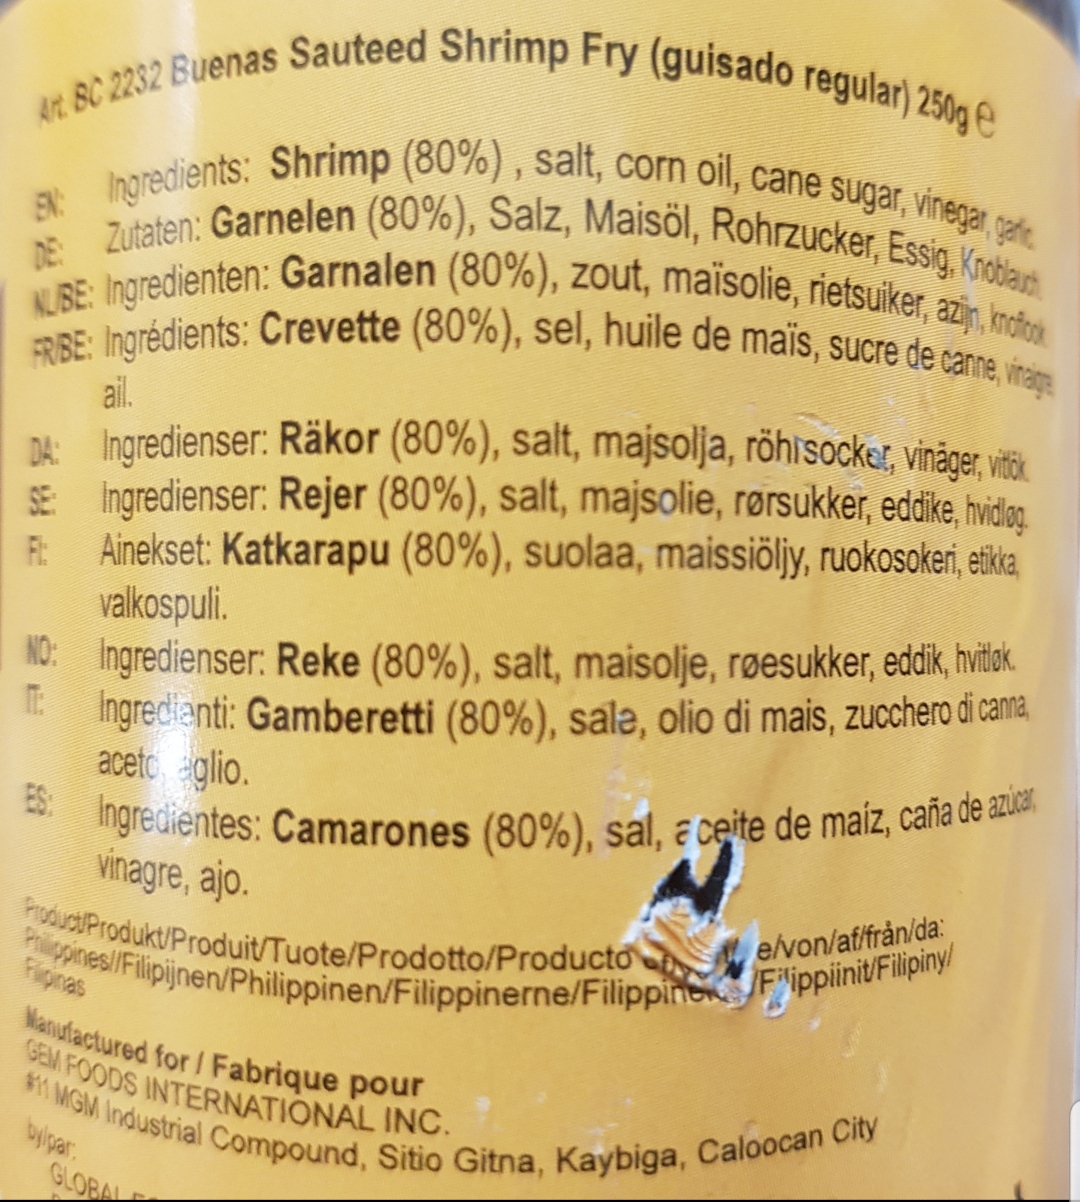 Art. BC 2232 Buenas Sauteed Shrimp Fry (guisado regular) 250g ℮
EN: Ingredients: Shrimp (80%) , salt, corn oil, cane sugar, vinegar, garlic.
DE: Zutaten: Garnelen (80%), Salz, Maisöl, Rohrzucker, Essig, Knoblauch
NL/BE: Ingredienten: Garnalen (80%), zout, maïsolie, rietsuiker, azijn, knoflook
FR/BE: Ingrédients: Crevette (80%), sel, huile de maïs, sucre de canne, vinaigre,
ail.
DA: Ingredienser: Räkor (80%), salt, majsolja, röhrsocker, vinäger, vitlök.
SE: Ingredienser: Rejer (80%), salt, majsolie, rørsukker, eddike, hvidløg.
FI: Ainekset: Katkarapu (80%), suolaa, maissiöljy, ruokosokeri, etikka,
valkospuli.
NO: Ingredienser: Reke (80%), salt, maisolje, røesukker, eddik, hvitløk.
IT: Ingredianti: Gamberetti (80%), sale, olio di mais, zucchero di canna,
aceto, aglio.
ES: Ingredientes: Camarones (80%), sal, aceite de maíz, caña de azúcar,
vinagre, ajo.
Product/Produkt/Produit/Tuote/Prodotto/Producto e/von/af/från/da:
Philippines//Filipijnen/Philippinen/Filippinerne/Filippinerna/Filippiinit/Filipiny/
Filipinas
Manufactured for / Fabrique pour
GEM FOODS INTERNATIONAL INC.
#11 MGM Industrial Compound, Sitio Gitna, Kaybiga, Caloocan City
by/par:
GLOBAL